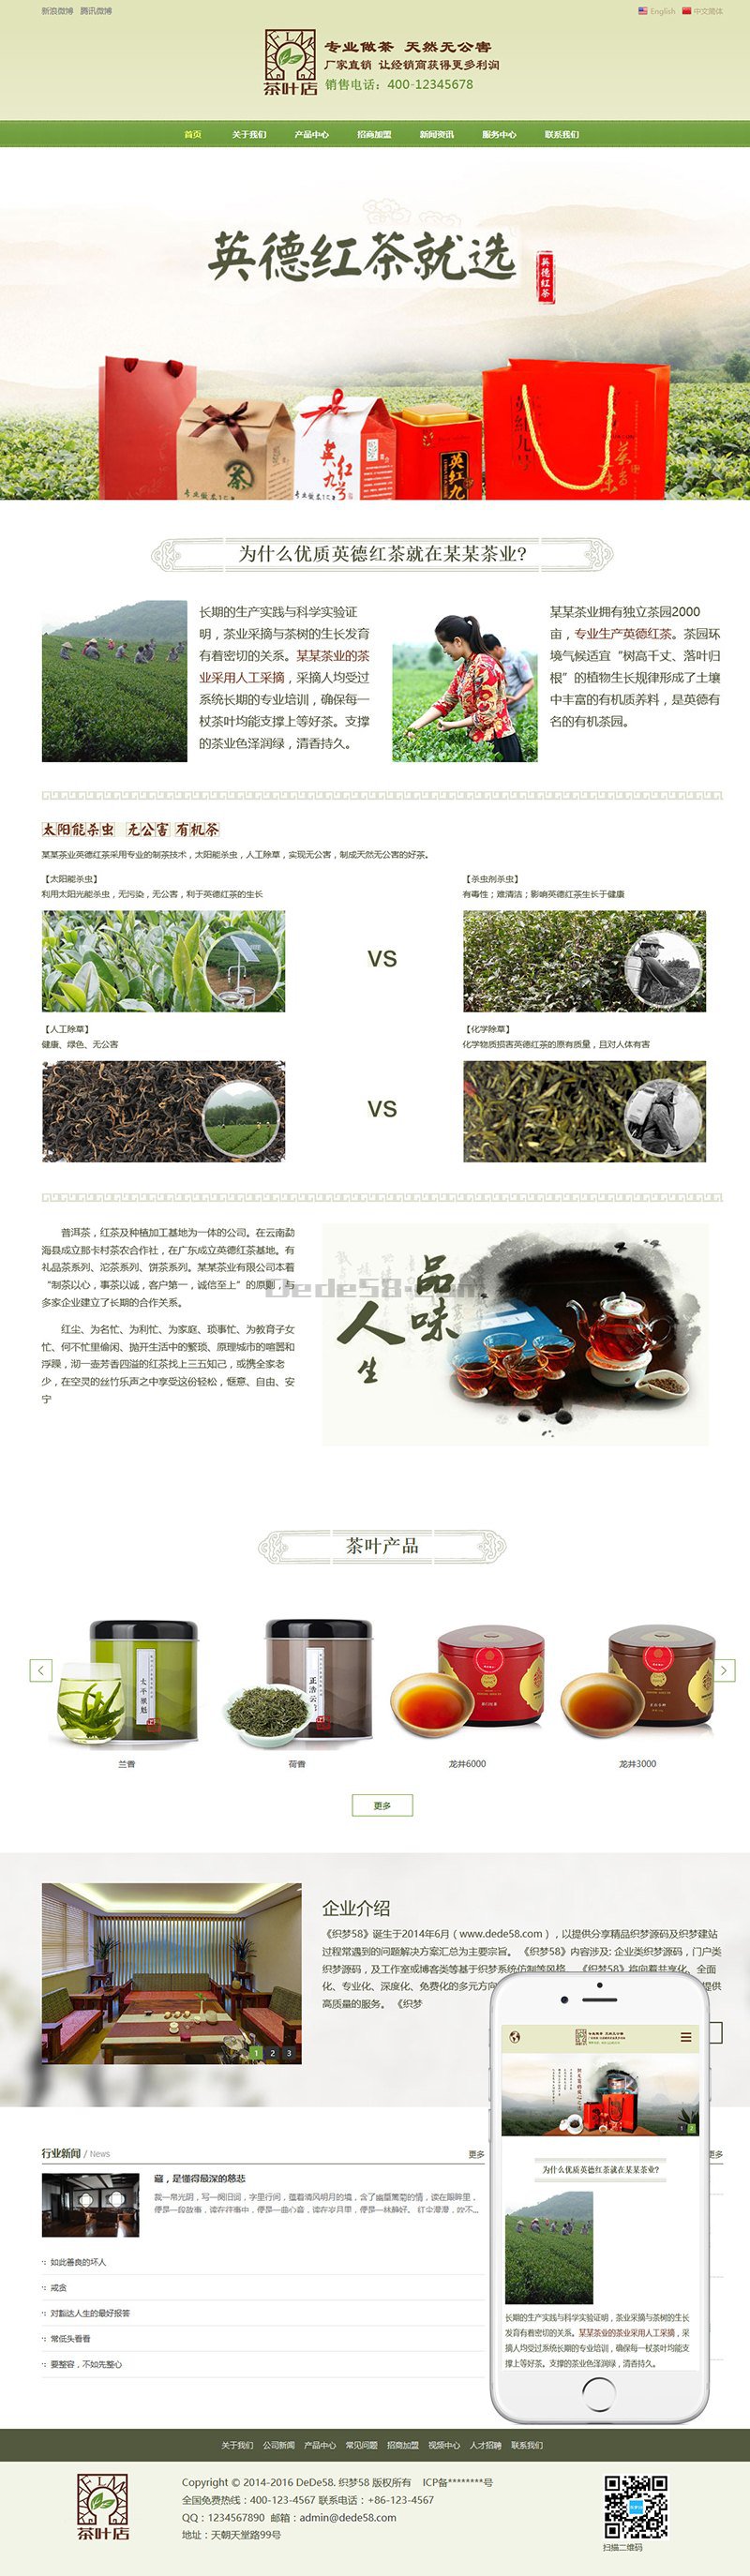 新浪微博 腾讯微博
English 中文简体
专业做茶 天然无公害
厂家直销 让经销商获得更多利润
茶叶店
销售电话：400-12345678
首页 关于我们 产品中心 招商加盟 新闻资讯 服务中心 联系我们
英德红茶就选
英德红茶
茶
英红九号
英红九
为什么优质英德红茶就在某某茶业?
长期的生产实践与科学实验证
明，茶业采摘与茶树的生长发育
有着密切的关系。某某茶业的茶
业采用人工采摘，采摘人均受过
系统长期的专业培训，确保每一
杖茶叶均能支撑上等好茶。支撑
的茶业色泽润绿，清香持久。
某某茶业拥有独立茶园2000
亩，专业生产英德红茶。茶园环
境气候适宜“树高千丈、落叶归
根”的植物生长规律形成了土壤
中丰富的有机质养料，是英德有
名的有机茶园。
太阳能杀虫 无公害 有机茶
某某茶业英德红茶采用专业的制茶技术，太阳能杀虫，人工除草，实现无公害，制成天然无公害的好茶。
【太阳能杀虫】
利用太阳光能杀虫，无污染，无公害，利于英德红茶的生长
【杀虫剂杀虫】
有毒性；难清洁；影响英德红茶生长于健康
VS
【人工除草】
健康、绿色、无公害
【化学除草】
化学物质损害英德红茶的原有质量，且对人体有害
VS
普洱茶，红茶及种植加工基地为一体的公司。在云南勐
海县成立那卡村茶农合作社，在广东成立英德红茶基地。有
礼品茶系列、沱茶系列、饼茶系列。某某茶业有限公司本着
“制茶以心，事茶以诚，客户第一，诚信至上”的原则，与
多家企业建立了长期的合作关系。
红尘、为名忙、为利忙、为家庭、琐事忙、为教育子女
忙、何不忙里偷闲、抛开生活中的繁琐、原理城市的喧嚣和
浮躁，沏一壶芳香四溢的红茶找上三五知己，或携全家老
少，在空灵的丝竹乐声之中享受这份轻松，惬意、自由、安
宁
Dede58.com
品味人生
茶叶产品
太平猴魁
兰香 荷香 龙井6000 龙井3000
更多
企业介绍
《织梦58》诞生于2014年6月（www.dede58.com），以提供分享精品织梦源码及织梦建站
过程常遇到的问题解决方案汇总为主要宗旨。《织梦58》内容涉及: 企业类织梦源码，门户类
织梦源码，及工作室或博客类等基于织梦系统仿制等风格。《织梦58》将向着共享化、全面
化、专业化、深度化、免费化的多元方向
提供
高质量的服务。《织梦
1 2 3
行业新闻 / News
更多
更多
藏，是懂得最深的慈悲
裁一帘光阴，写一阕旧词，字里行间，蕴着清风明月的境，含了幽篁篱菊的情，读在眼眸里，
便是一段故事，读在往事中，便是一曲心音，读在岁月里，便是一林静好。 红尘漫漫，吹不...
如此善良的坏人
戒贪
对豁达人生的最好报答
常低头看看
要整容，不如先整心
专业做茶 天然无公害
1 2
为什么优质英德红茶就在某某茶业?
长期的生产实践与科学实验证明，茶业采摘与茶树的生长
发育有着密切的关系。某某茶业的茶业采用人工采摘，采
摘人均受过系统长期的专业培训，确保每一杖茶叶均能支
撑上等好茶。支撑的茶业色泽润绿，清香持久。
关于我们 公司新闻 产品中心 常见问题 招商加盟 视频中心 人才招聘 联系我们
茶叶店
Copyright © 2014-2016 DeDe58. 织梦58 版权所有 ICP备********号
全国免费热线：400-123-4567 联系电话：+86-123-4567
QQ：1234567890 邮箱：admin@dede58.com
地址：天朝天堂路99号
扫描二维码